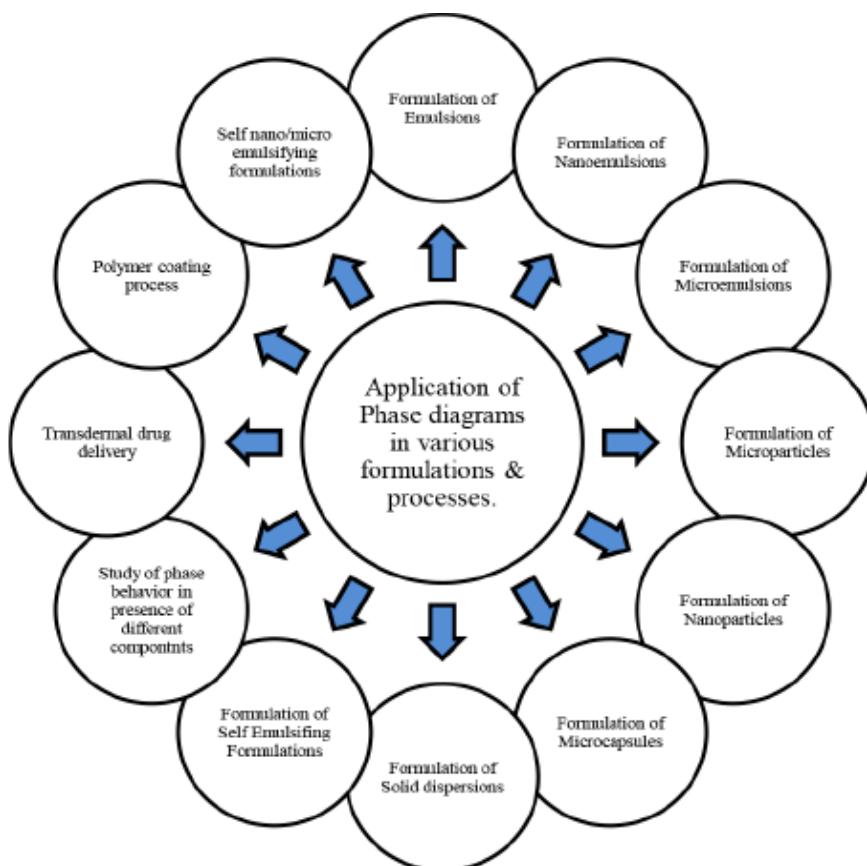 Application of
Phase diagrams
in various
formulations &
processes.
Formulation of
Emulsions
Formulation of
Nanoemulsions
Formulation of
Microemulsions
Formulation of
Microparticles
Formulation of
Nanoparticles
Formulation of
Microcapsules
Formulation of
Solid dispersions
Formulation of
Self Emulsifing
Formulations
Study of phase
behavior in
presence of
different
compontnts
Transdermal drug
delivery
Polymer coating
process
Self nano/micro
emulsifying
formulations